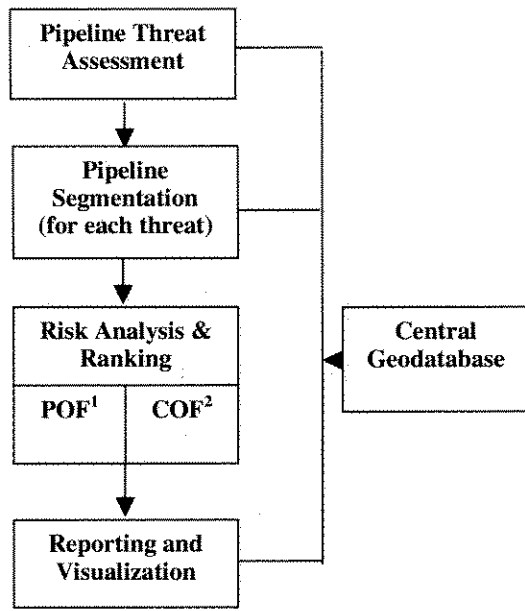 Pipeline Threat
Assessment
Pipeline
Segmentation
(for each threat)
Risk Analysis &
Ranking
POF¹
COF²
Central
Geodatabase
Reporting and
Visualization